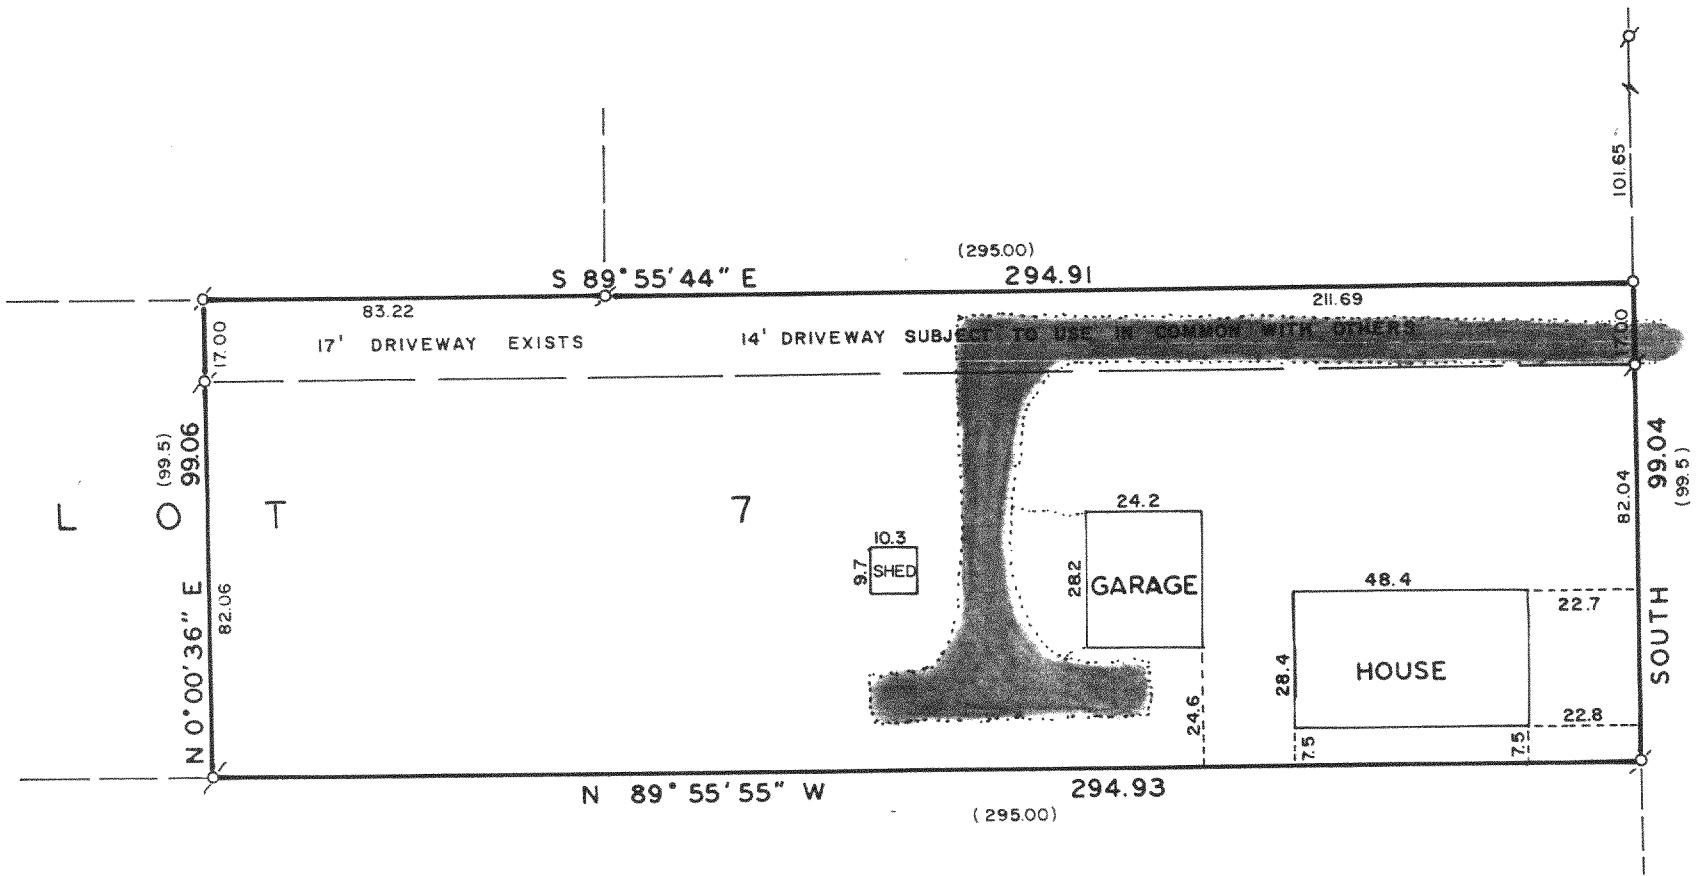 101.65
(295.00)
S 89°55'44" E 294.91
83.22 211.69
17' DRIVEWAY EXISTS 14' DRIVEWAY SUBJECT TO USE IN COMMON WITH OTHERS
17.00
17.00
(99.5)
99.06
99.04
(99.5)
82.04
L O T 7
24.2
10.3
9.7
SHED
28.2
GARAGE
48.4
22.7
N 0°00'36" E
82.06
SOUTH
28.4
HOUSE
24.6
22.8
7.5
7.5
N 89°55'55" W 294.93
(295.00)